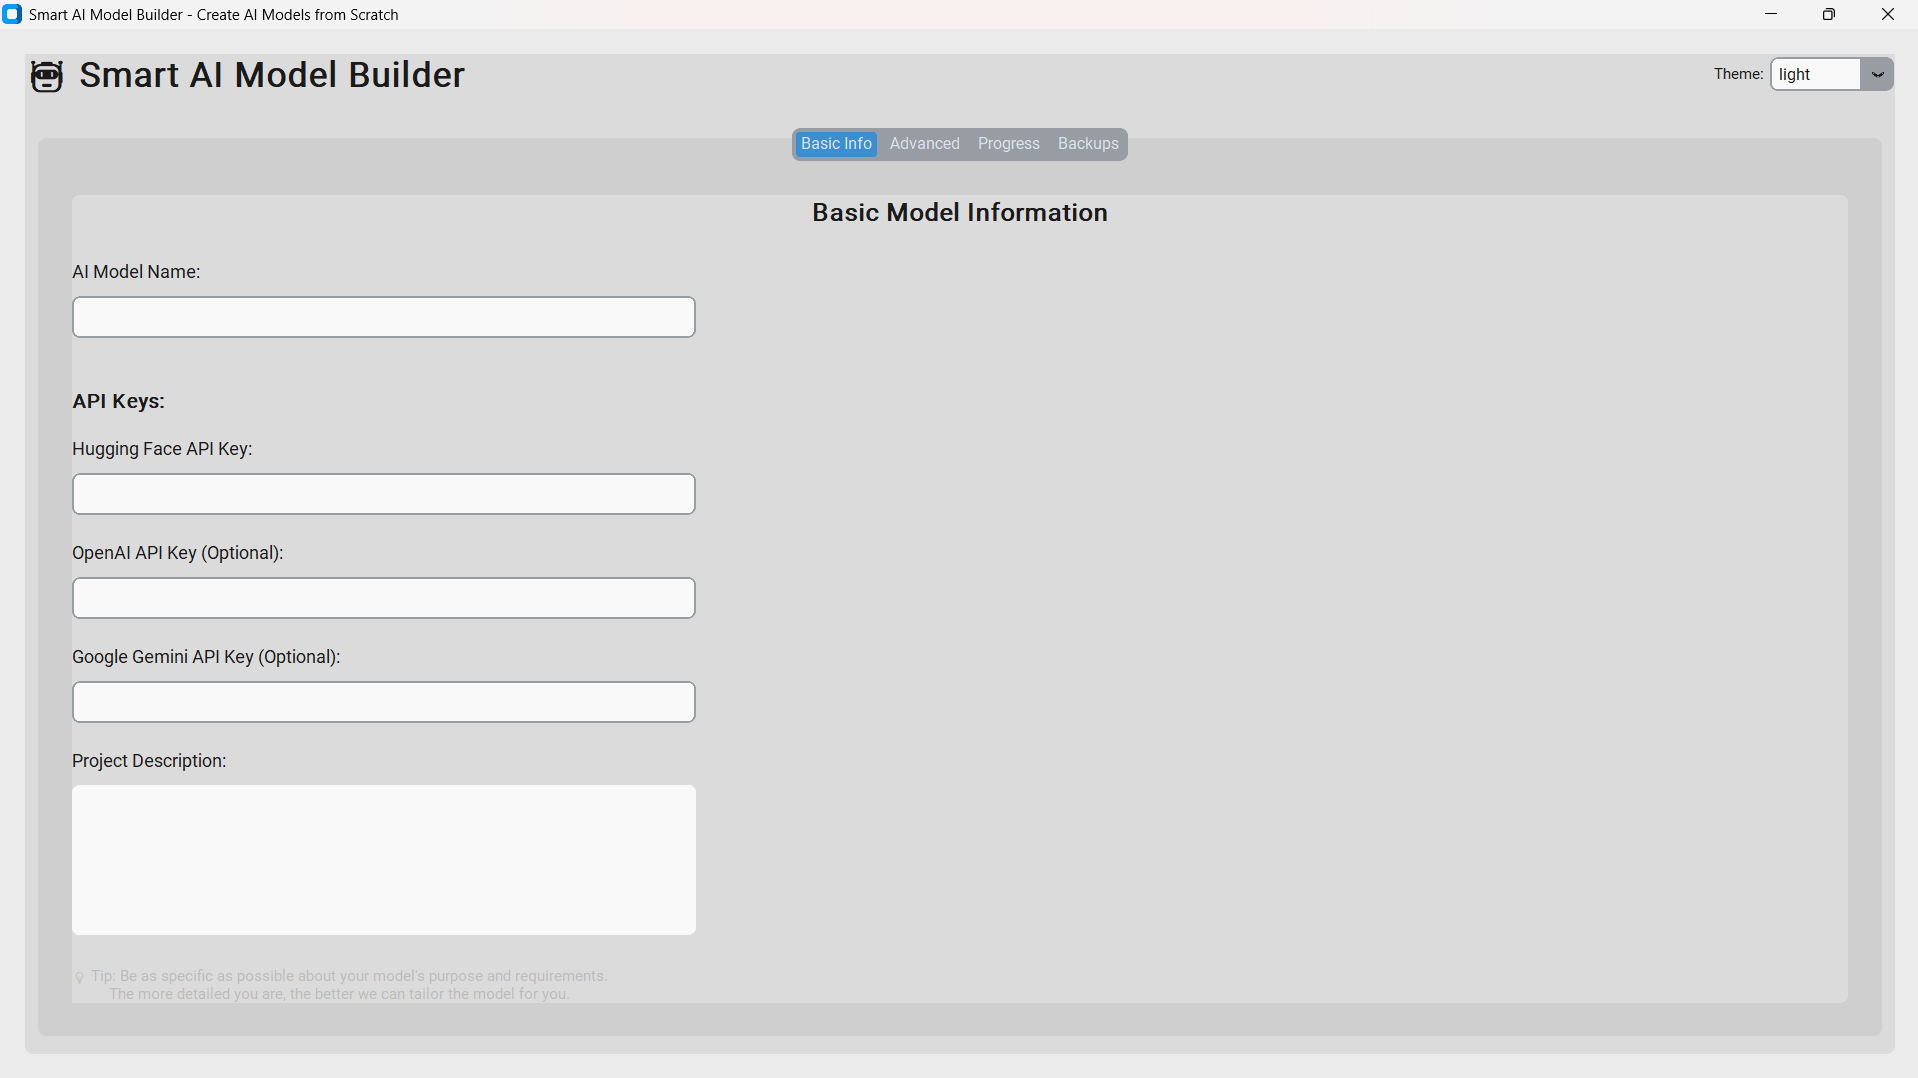 Smart AI Model Builder - Create AI Models from Scratch
Smart AI Model Builder
Theme: light
Basic Info Advanced Progress Backups
Basic Model Information
AI Model Name:
API Keys:
Hugging Face API Key:
OpenAI API Key (Optional):
Google Gemini API Key (Optional):
Project Description:
Tip: Be as specific as possible about your model's purpose and requirements.
The more detailed you are, the better we can tailor the model for you.